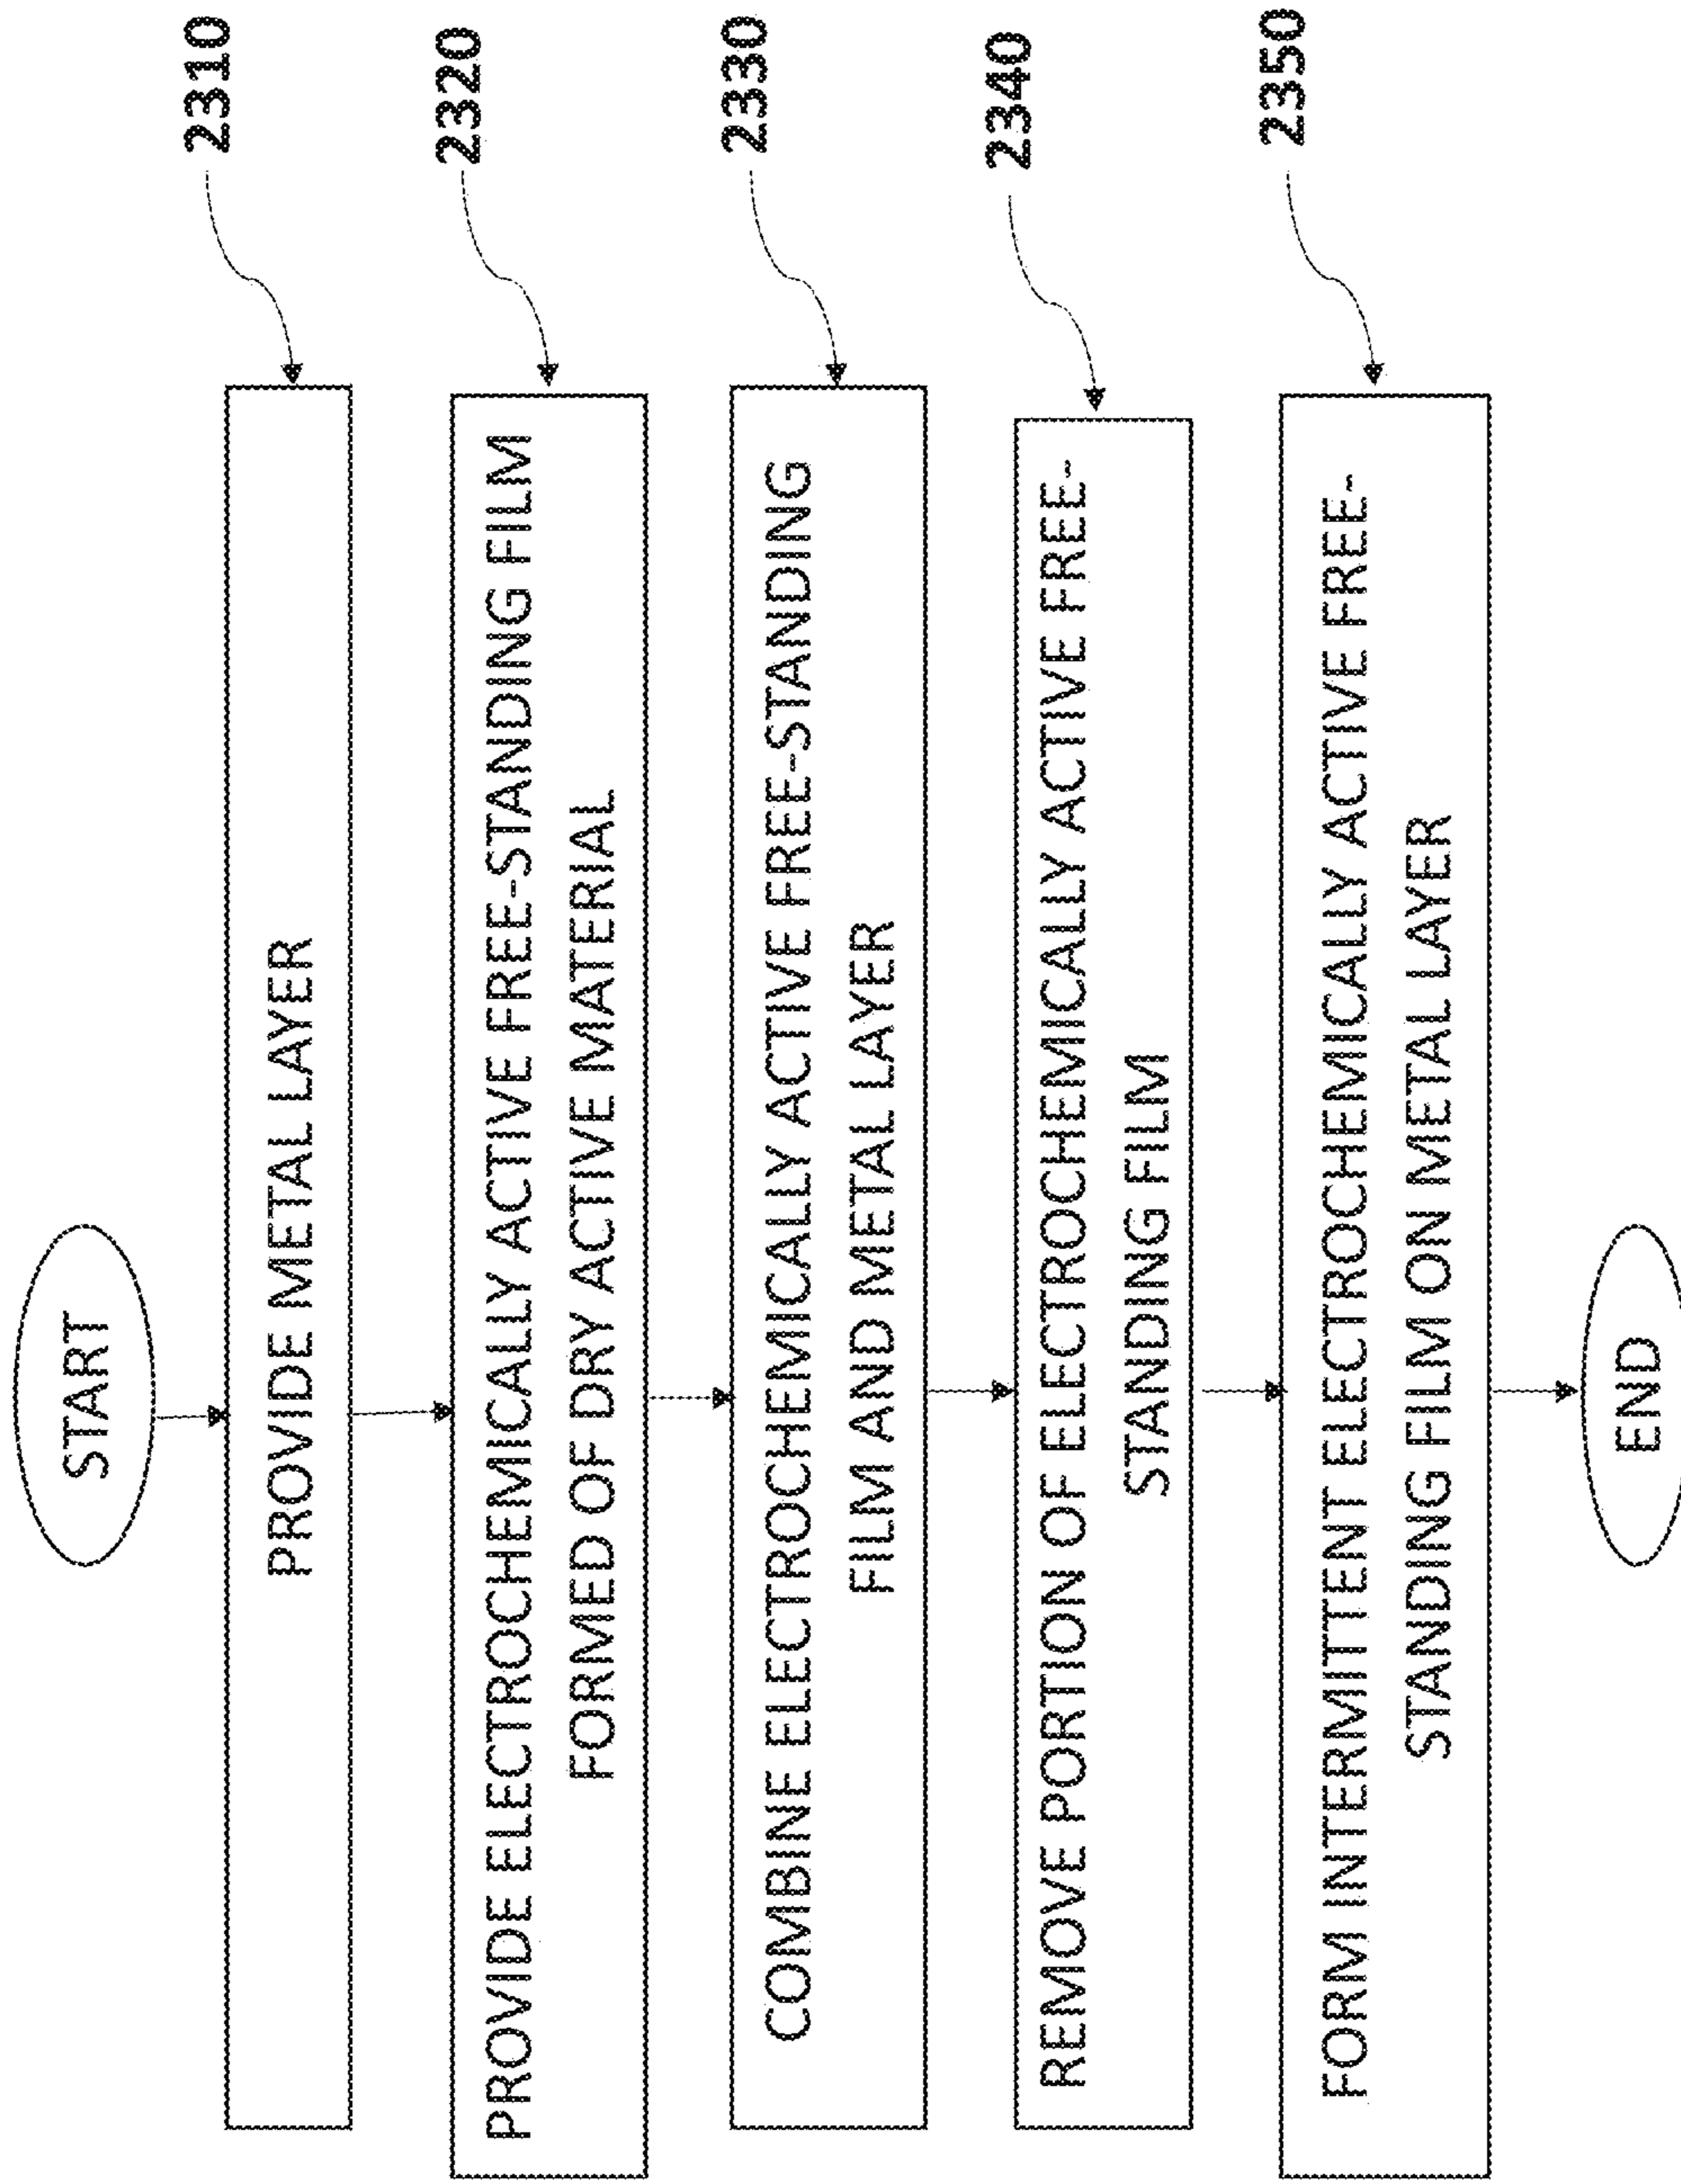 START
PROVIDE METAL LAYER
2310
PROVIDE ELECTROCHEMICALLY ACTIVE FREE-STANDING FILM
FORMED OF DRY ACTIVE MATERIAL
2320
COMBINE ELECTROCHEMICALLY ACTIVE FREE-STANDING
FILM AND METAL LAYER
2330
REMOVE PORTION OF ELECTROCHEMICALLY ACTIVE FREE-
STANDING FILM
2340
FORM INTERMITTENT ELECTROCHEMICALLY ACTIVE FREE-
STANDING FILM ON METAL LAYER
2350
END